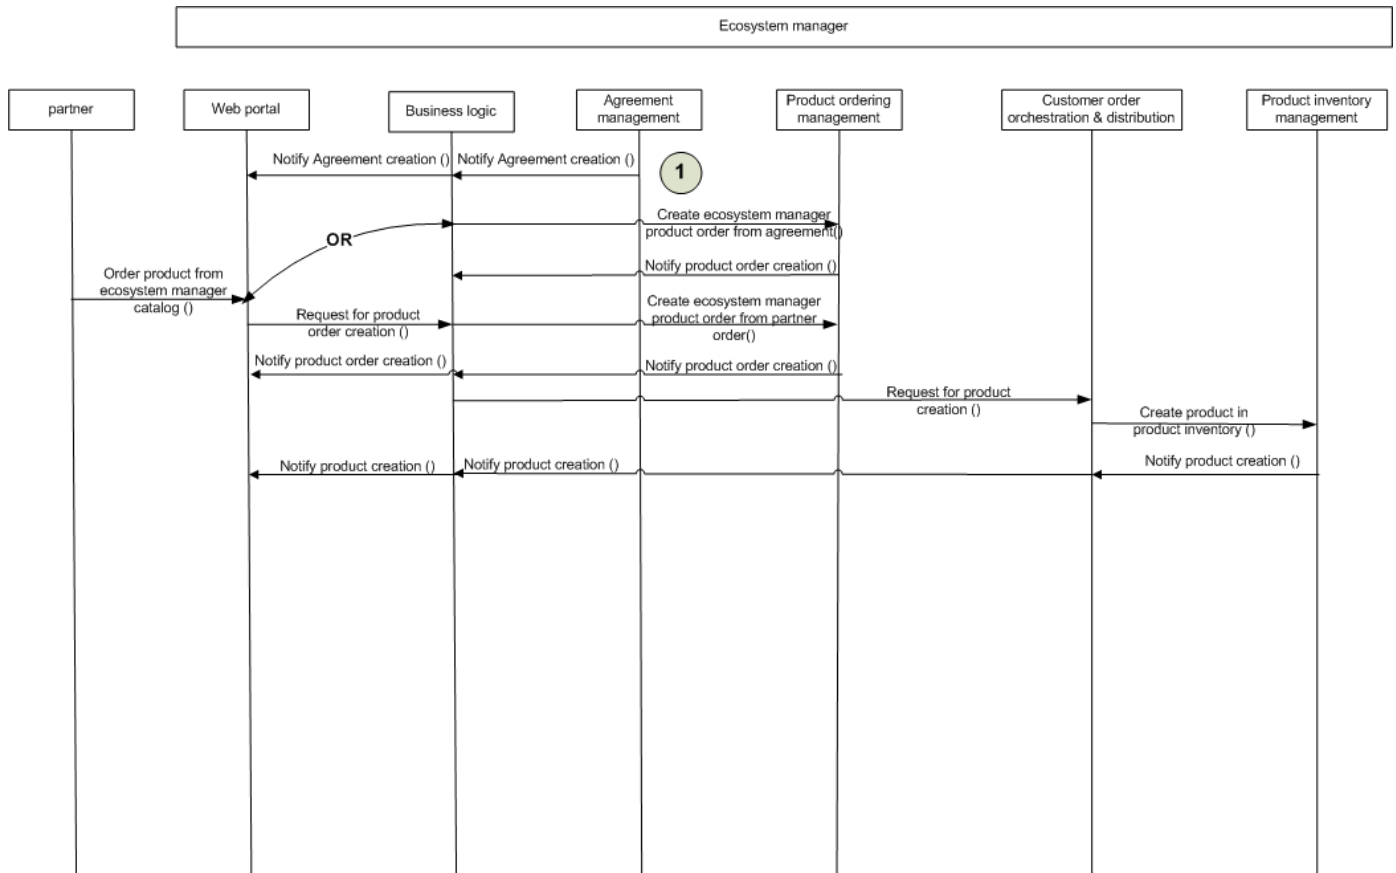 Ecosystem manager
partner
Web portal
Business logic
Agreement
management
Product ordering
management
Customer order
orchestration & distribution
Product inventory
management
Notify Agreement creation ()
Notify Agreement creation ()
1
Create ecosystem manager
product order from agreement()
OR
Notify product order creation ()
Order product from
ecosystem manager
catalog ()
Request for product
order creation ()
Create ecosystem manager
product order from partner
order()
Notify product order creation ()
Notify product order creation ()
Request for product
creation ()
Create product in
product inventory ()
Notify product creation ()
Notify product creation ()
Notify product creation ()